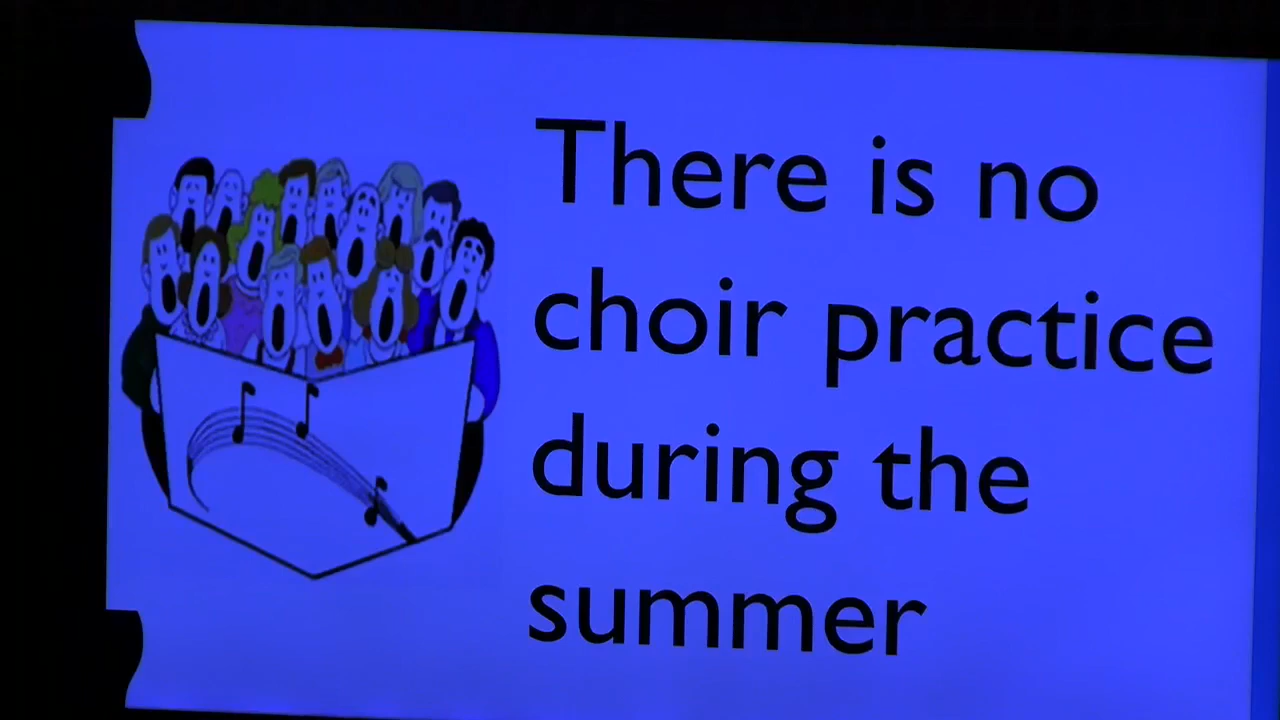 There is no
choir practice
during the
summer